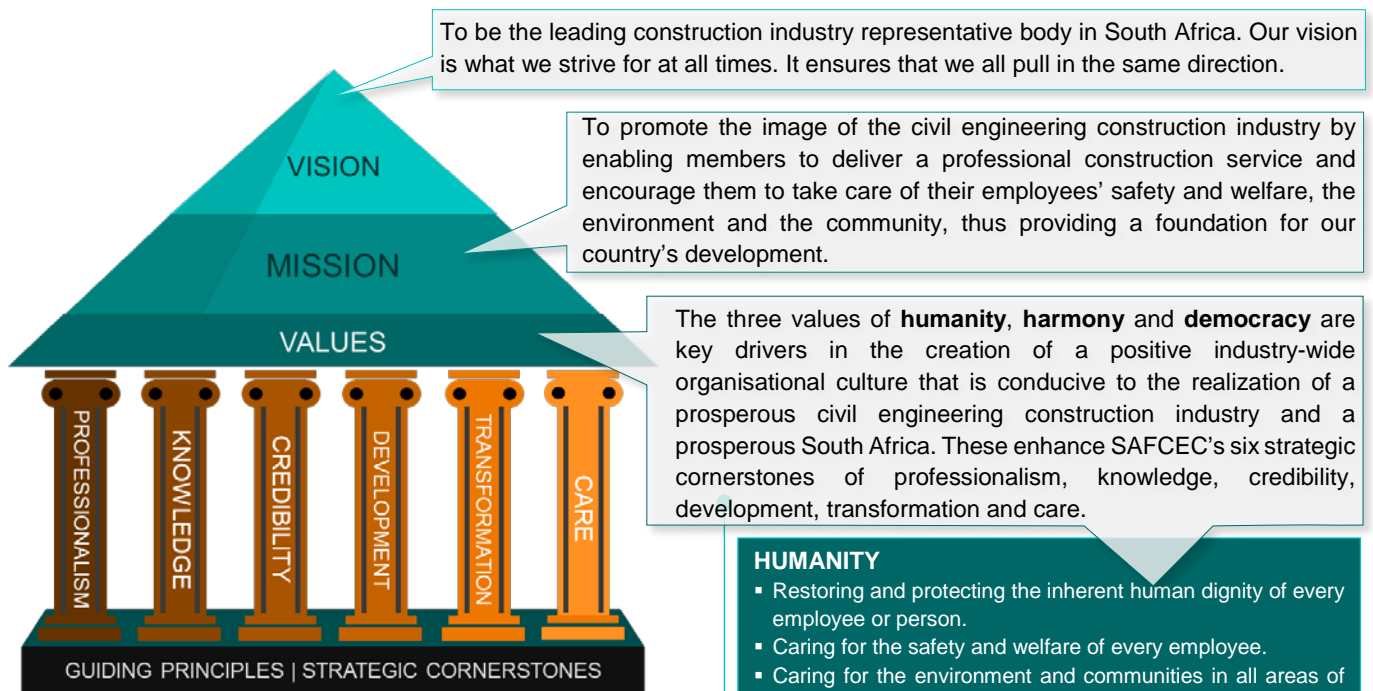 To be the leading construction industry representative body in South Africa. Our vision
is what we strive for at all times. It ensures that we all pull in the same direction.
VISION
To promote the image of the civil engineering construction industry by
enabling members to deliver a professional construction service and
encourage them to take care of their employees’ safety and welfare, the
environment and the community, thus providing a foundation for our
country’s development.
MISSION
The three values of humanity, harmony and democracy are
key drivers in the creation of a positive industry-wide
organisational culture that is conducive to the realization of a
prosperous civil engineering construction industry and a
prosperous South Africa. These enhance SAFCEC’s six strategic
cornerstones of professionalism, knowledge, credibility,
development, transformation and care.
VALUES
PROFESSIONALISM
KNOWLEDGE
CREDIBILITY
DEVELOPMENT
TRANSFORMATION
CARE
GUIDING PRINCIPLES | STRATEGIC CORNERSTONES
HUMANITY
▪ Restoring and protecting the inherent human dignity of every
employee or person.
▪ Caring for the safety and welfare of every employee.
▪ Caring for the environment and communities in all areas of